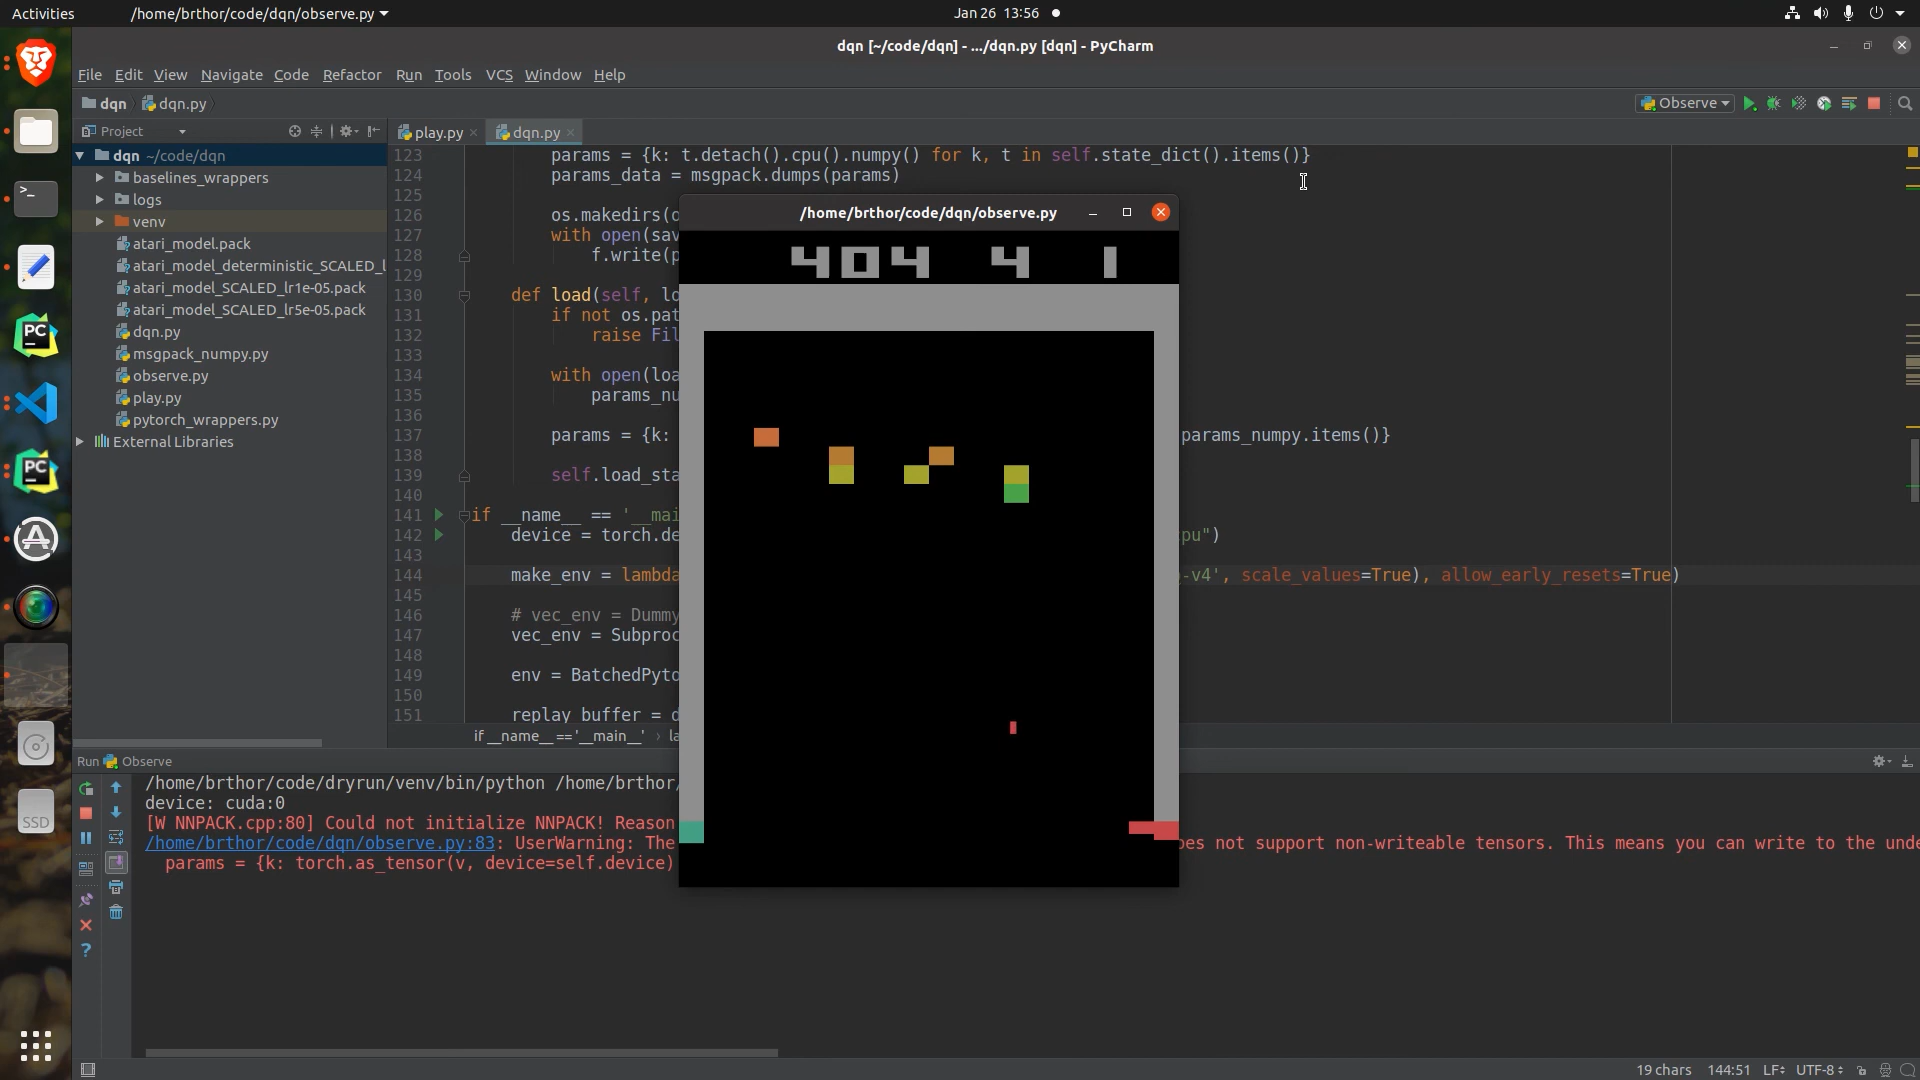 Activities /home/brthor/code/dqn/observe.py Jan 26 13:56
dqn [~/code/dqn] - .../dqn.py [dqn] - PyCharm
File Edit View Navigate Code Refactor Run Tools VCS Window Help
dqn dqn.py Observe
Project play.py dqn.py
dqn ~/code/dqn
baselines_wrappers
logs
venv
atari_model.pack
atari_model_deterministic_SCALED_l
atari_model_SCALED_lr1e-05.pack
atari_model_SCALED_lr5e-05.pack
dqn.py
msgpack_numpy.py
observe.py
play.py
pytorch_wrappers.py
External Libraries
123 params = {k: t.detach().cpu().numpy() for k, t in self.state_dict().items()}
124 params_data = msgpack.dumps(params)
125
126 os.makedirs(
127 with open(sav
128 f.write(p
129
130 def load(self, lo
131 if not os.pat
132 raise Fil
133
134 with open(loa
135 params_nu
136
137 params = {k: params_numpy.items()}
138
139 self.load_sta
140
141 if __name__ == '__mai
142 device = torch.de pu")
143
144 make_env = lambda -v4', scale_values=True), allow_early_resets=True)
145
146 # vec_env = Dummy
147 vec_env = Subproc
148
149 env = BatchedPyto
150
151 replay_buffer = d
if __name__ == '__main__' › la
/home/brthor/code/dqn/observe.py
404 4 1
Run Observe
/home/brthor/code/dryrun/venv/bin/python /home/brthor/
device: cuda:0
[W NNPACK.cpp:80] Could not initialize NNPACK! Reason
/home/brthor/code/dqn/observe.py:83: UserWarning: The oes not support non-writeable tensors. This means you can write to the unde
params = {k: torch.as_tensor(v, device=self.device)
SSD
19 chars 144:51 LF UTF-8